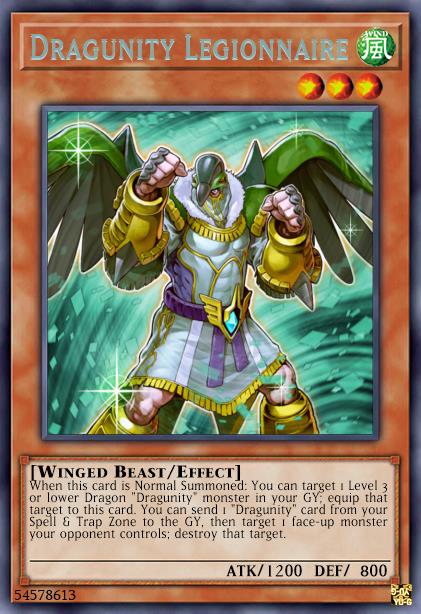 Dragunity Legionnaire
WIND
風
[Winged Beast/Effect]
When this card is Normal Summoned: You can target 1 Level 3
or lower Dragon "Dragunity" monster in your GY; equip that
target to this card. You can send 1 "Dragunity" card from your
Spell & Trap Zone to the GY, then target 1 face-up monster
your opponent controls; destroy that target.
ATK/1200 DEF/ 800
54578613